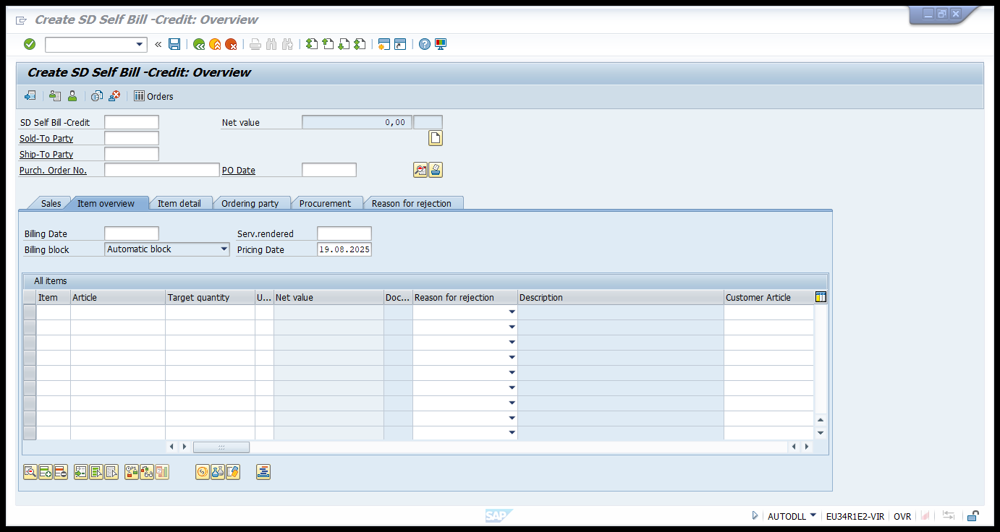 Create SD Self Bill -Credit: Overview
Create SD Self Bill -Credit: Overview
Orders
SD Self Bill -Credit
Net value
0,00
Sold-To Party
Ship-To Party
Purch. Order No.
PO Date
Sales
Item overview
Item detail
Ordering party
Procurement
Reason for rejection
Billing Date
Serv.rendered
Billing block
Automatic block
Pricing Date
19.08.2025
All items
Item Article Target quantity U... Net value Doc... Reason for rejection Description Customer Article
SAP
AUTODLL
EU34R1E2-VIR
OVR